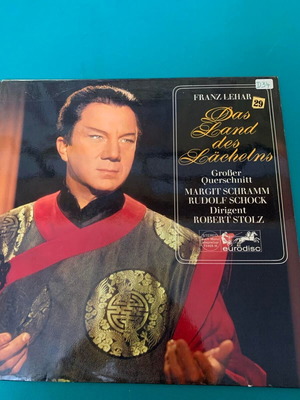 FRANZ LEHAR
29
Das
Land
des
Lächelns
Großer
Querschnitt
MARGIT SCHRAMM
RUDOLF SCHOCK
Dirigent
ROBERT STOLZ
eurodisc